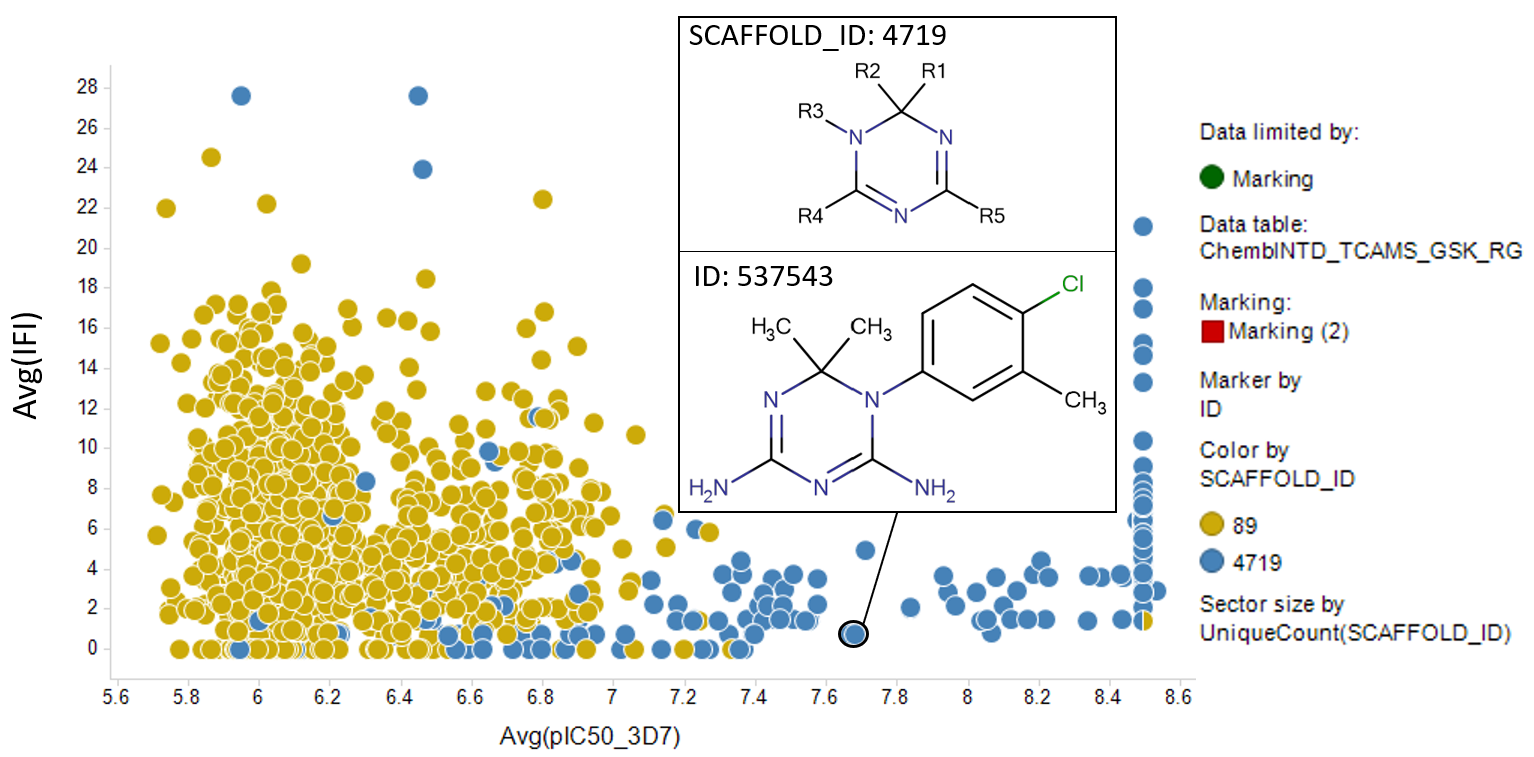 SCAFFOLD_ID: 4719
R2 R1
R3
N N
R4 N R5
ID: 537543
Cl
H₃C CH₃
N N
CH₃
H₂N N NH₂
Avg(IFI)
28
26
24
22
20
18
16
14
12
10
8
6
4
2
0
5.6 5.8 6 6.2 6.4 6.6 6.8 7 7.2 7.4 7.6 7.8 8 8.2 8.4 8.6
Avg(pIC50_3D7)
Data limited by:
Marking
Data table:
ChemblNTD_TCAMS_GSK_RG
Marking:
Marking (2)
Marker by
ID
Color by
SCAFFOLD_ID
89
4719
Sector size by
UniqueCount(SCAFFOLD_ID)